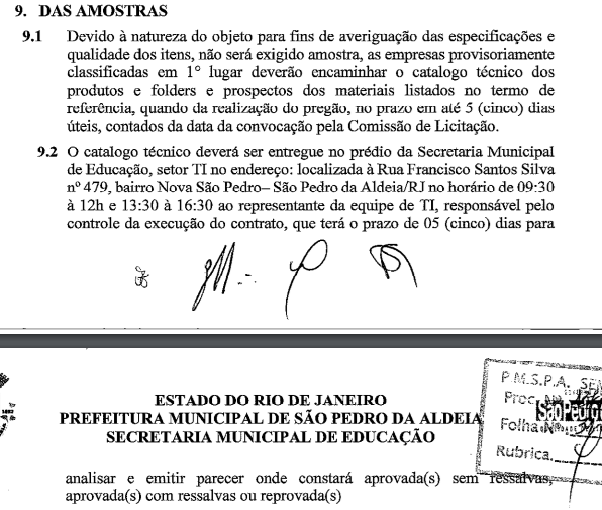 9. DAS AMOSTRAS
9.1 Devido à natureza do objeto para fins de averiguação das especificações e
qualidade dos itens, não será exigido amostra, as empresas provisoriamente
classificadas em 1º lugar deverão encaminhar o catalogo técnico dos
produtos e folders e prospectos dos materiais listados no termo de
referência, quando da realização do pregão, no prazo em até 5 (cinco) dias
úteis, contados da data da convocação pela Comissão de Licitação.
9.2 O catalogo técnico deverá ser entregue no prédio da Secretaria Municipal
de Educação, setor TI no endereço: localizada à Rua Francisco Santos Silva
nº 479, bairro Nova São Pedro– São Pedro da Aldeia/RJ no horário de 09:30
à 12h e 13:30 à 16:30 ao representante da equipe de TI, responsável pelo
controle da execução do contrato, que terá o prazo de 05 (cinco) dias para
P.M.S.P.A.
Proc.
São Pedro
Folha
Rubrica.
ESTADO DO RIO DE JANEIRO
PREFEITURA MUNICIPAL DE SÃO PEDRO DA ALDEIA
SECRETARIA MUNICIPAL DE EDUCAÇÃO
analisar e emitir parecer onde constará aprovada(s) sem ressalvas,
aprovada(s) com ressalvas ou reprovada(s)